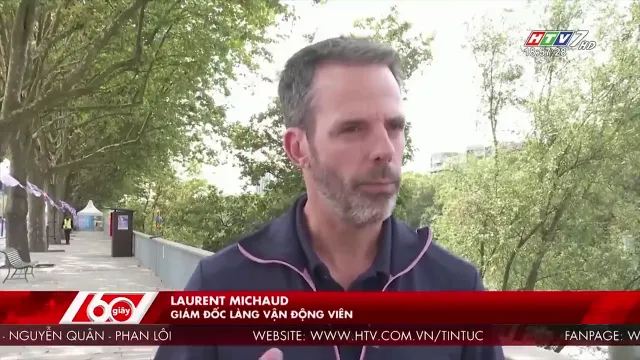 HTV7 HD
LAURENT MICHAUD
60 giây
GIÁM ĐỐC LÀNG VẬN ĐỘNG VIÊN
- NGUYỄN QUÂN - PHAN LÔI
WEBSITE: WWW.HTV.COM.VN/TINTUC
FANPAGE: W